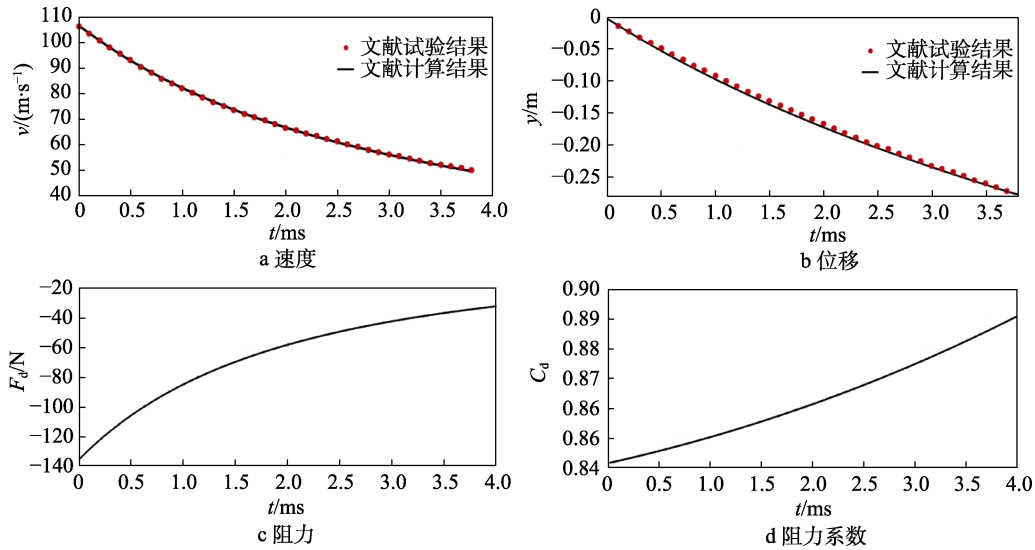 110
100
90
80
70
60
50
40
v/(m·s⁻¹)
文献试验结果
文献计算结果
0 0.5 1.0 1.5 2.0 2.5 3.0 3.5 4.0
t/ms
a 速度
0
−0.05
−0.10
−0.15
−0.20
−0.25
y/m
文献试验结果
文献计算结果
0 0.5 1.0 1.5 2.0 2.5 3.0 3.5
t/ms
b 位移
−20
−40
−60
−80
−100
−120
−140
Fd/N
0 0.5 1.0 1.5 2.0 2.5 3.0 3.5 4.0
t/ms
c 阻力
0.90
0.89
0.88
0.87
0.86
0.86
0.84
Cd
0 0.5 1.0 1.5 2.0 2.5 3.0 3.5 4.0
t/ms
d 阻力系数